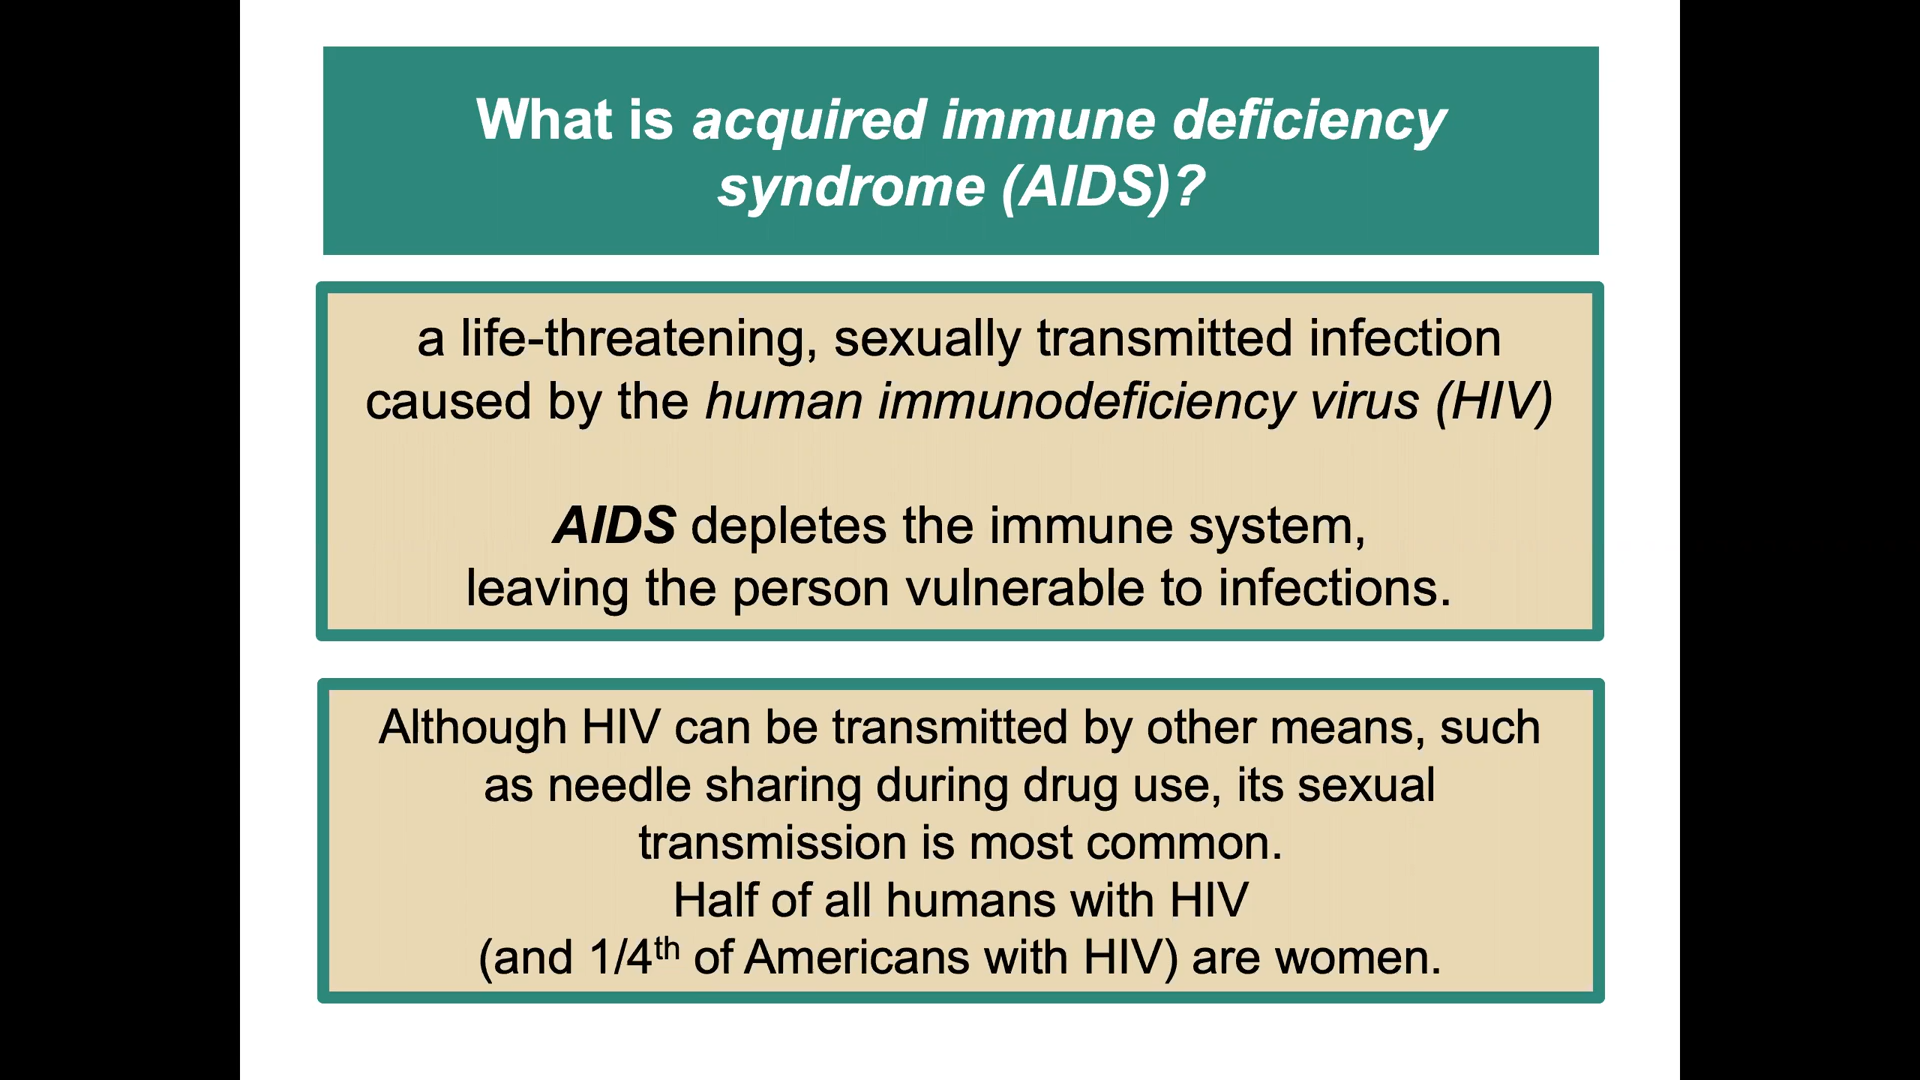 What is acquired immune deficiency
syndrome (AIDS)?
a life-threatening, sexually transmitted infection
caused by the human immunodeficiency virus (HIV)
AIDS depletes the immune system,
leaving the person vulnerable to infections.
Although HIV can be transmitted by other means, such
as needle sharing during drug use, its sexual
transmission is most common.
Half of all humans with HIV
(and 1/4th of Americans with HIV) are women.